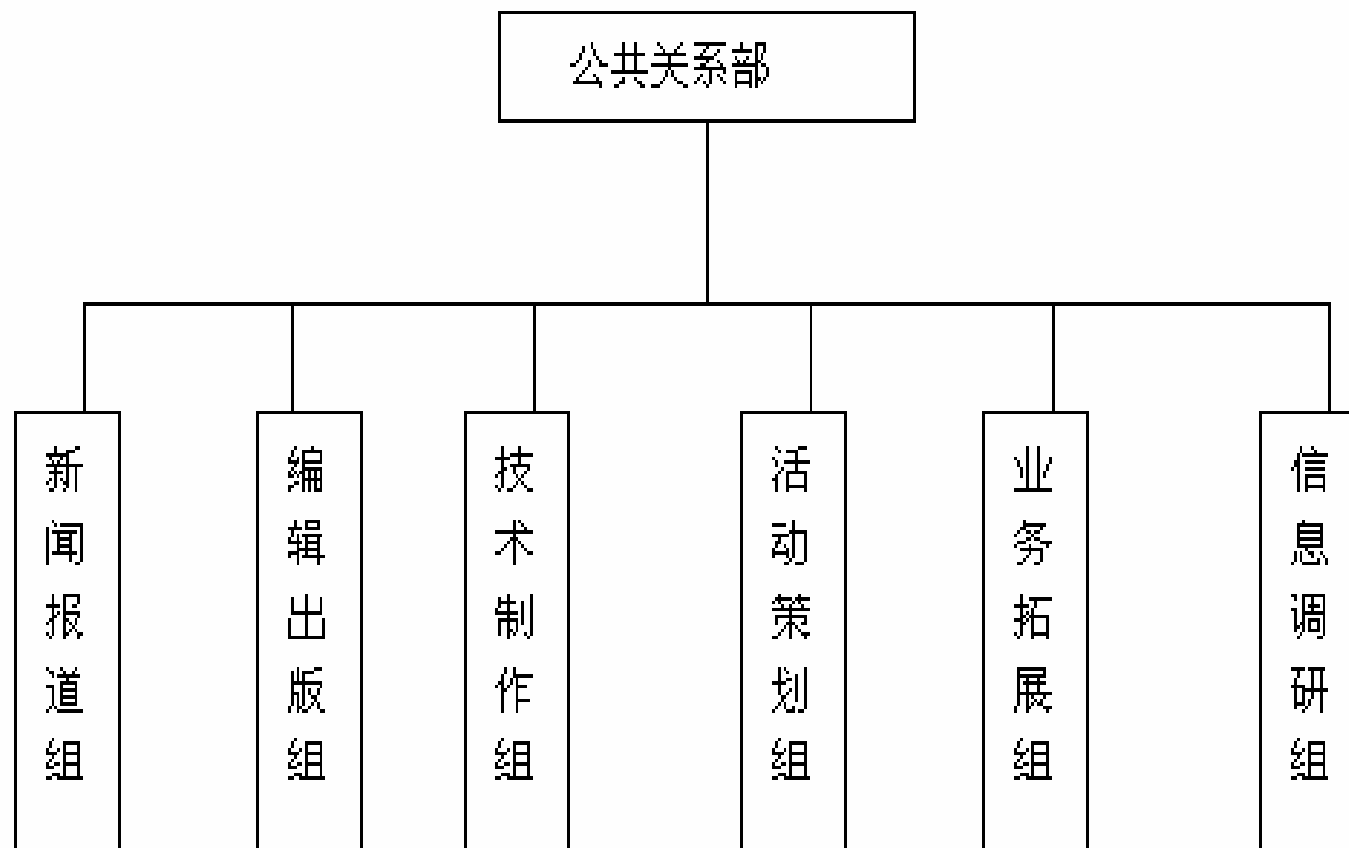 公共关系部
新闻报道组
编辑出版组
技术制作组
活动策划组
业务拓展组
信息调研组